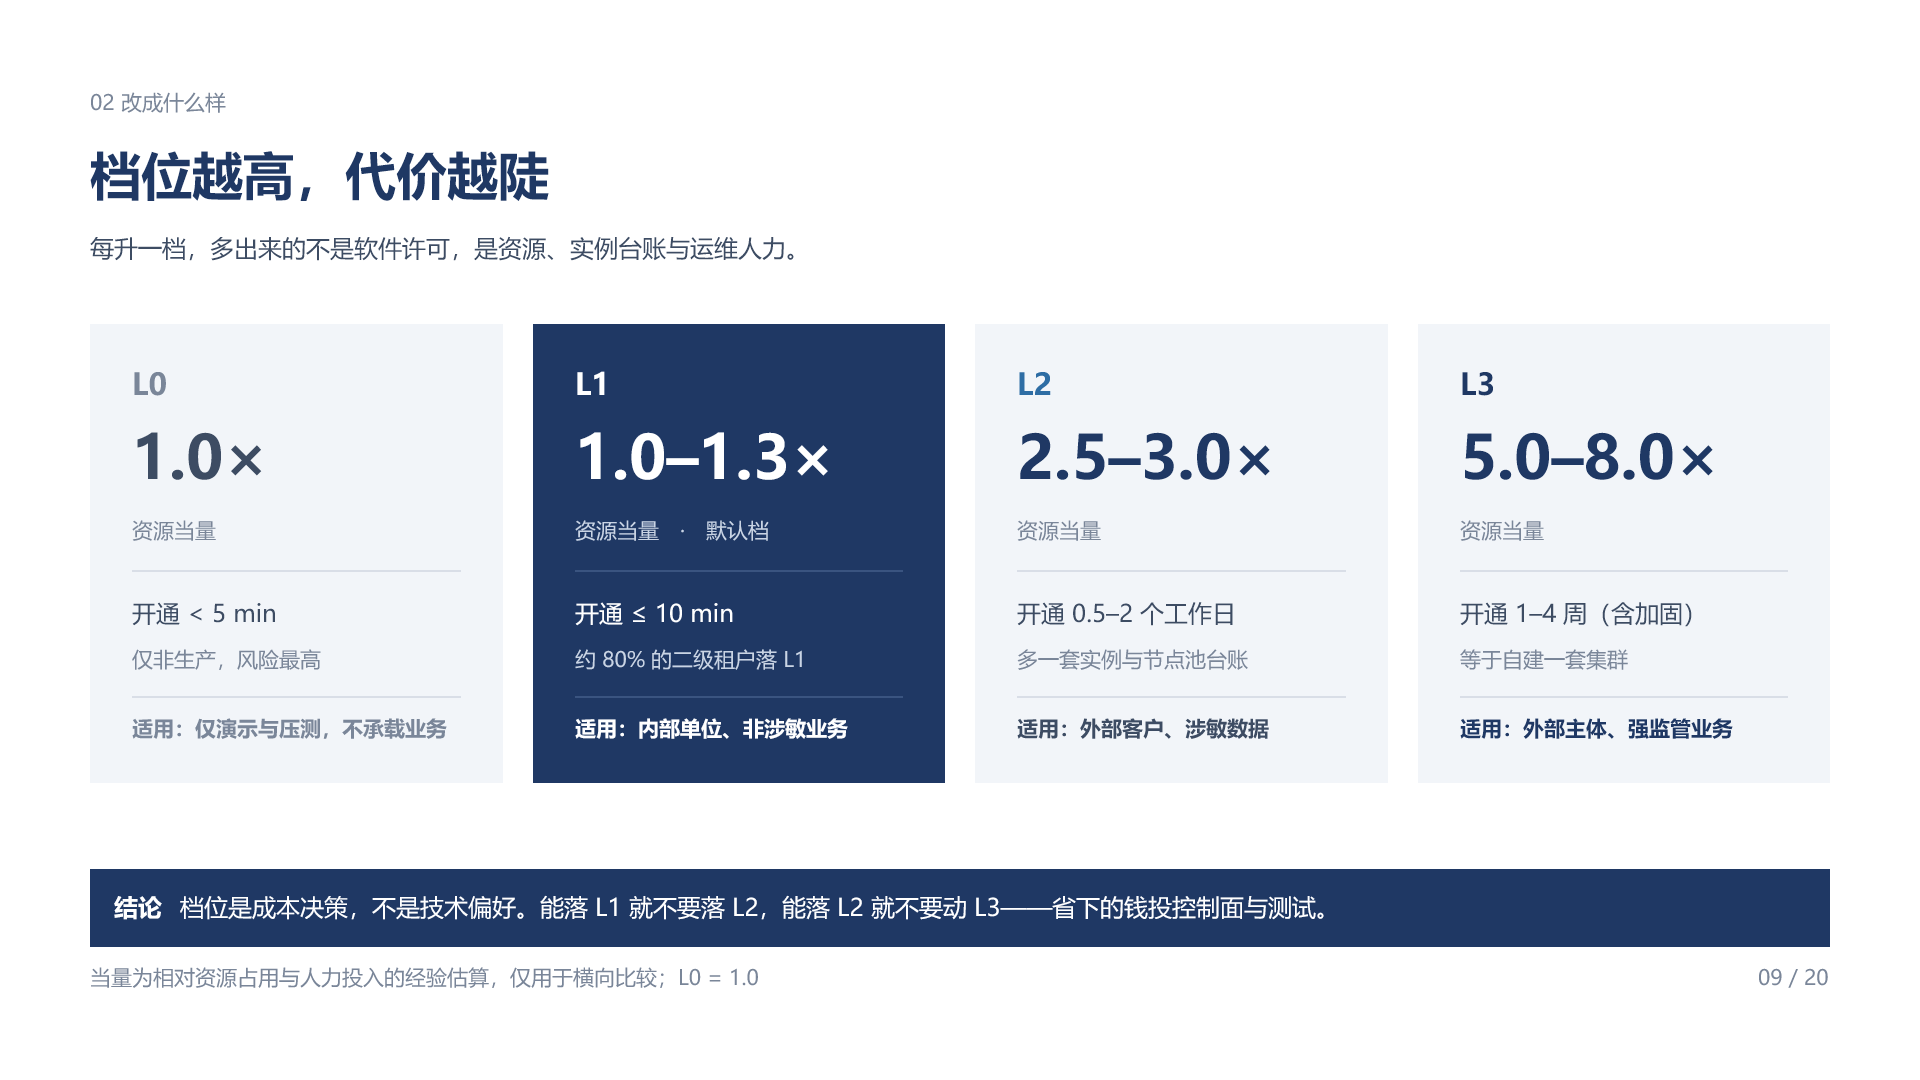 02 改成什么样
档位越高，代价越陡
每升一档，多出来的不是软件许可，是资源、实例台账与运维人力。
L0
1.0×
资源当量
开通 < 5 min
仅非生产，风险最高
适用：仅演示与压测，不承载业务
L1
1.0–1.3×
资源当量 · 默认档
开通 ≤ 10 min
约 80% 的二级租户落 L1
适用：内部单位、非涉敏业务
L2
2.5–3.0×
资源当量
开通 0.5–2 个工作日
多一套实例与节点池台账
适用：外部客户、涉敏数据
L3
5.0–8.0×
资源当量
开通 1–4 周（含加固）
等于自建一套集群
适用：外部主体、强监管业务
结论 档位是成本决策，不是技术偏好。能落 L1 就不要落 L2，能落 L2 就不要动 L3——省下的钱投控制面与测试。
当量为相对资源占用与人力投入的经验估算，仅用于横向比较；L0 = 1.0
09 / 20